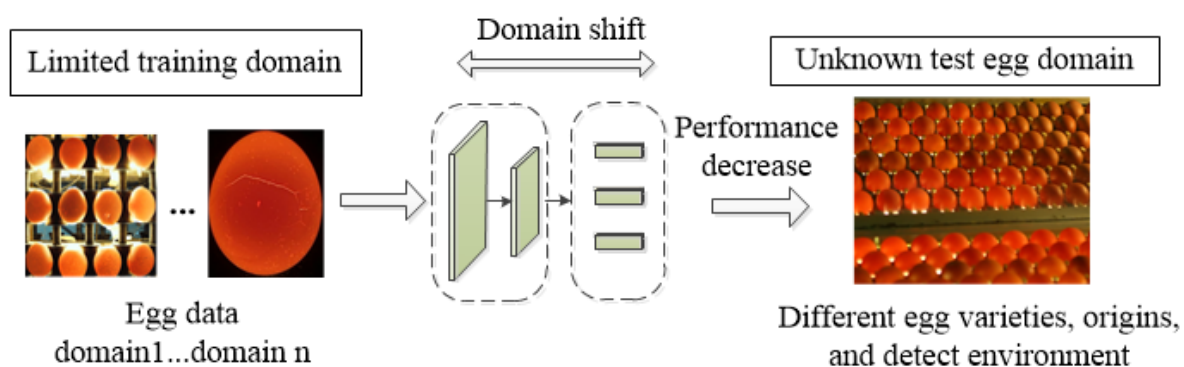 Limited training domain
Domain shift
Unknown test egg domain
Performance
decrease
...
Egg data
domain1...domain n
Different egg varieties, origins,
and detect environment